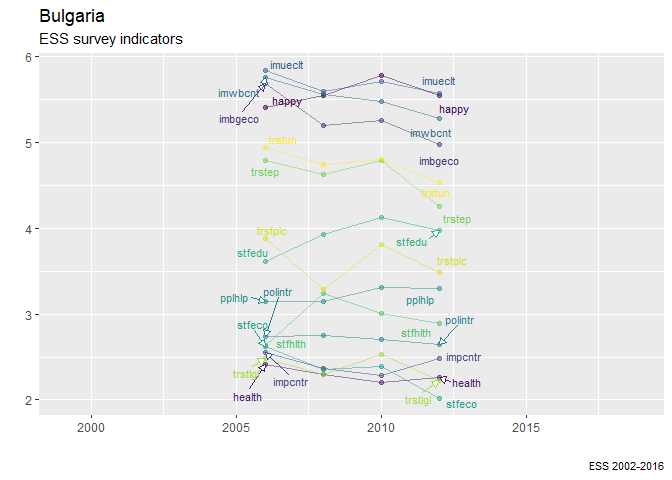 Bulgaria
ESS survey indicators
6
imueclt
imueclt
imwbcnt
happy
happy
imbgeco
imwbcnt
5
trstun
imbgeco
trstep
trstun
trstep
4
trstplc
stfedu
stfedu
trstplc
polintr
pplhlp
pplhlp
3
stfeco
polintr
stfhlth
stfhlth
impcntr
trstlgl
impcntr
health
health
trstlgl
stfeco
2
2000
2005
2010
2015
ESS 2002-2016